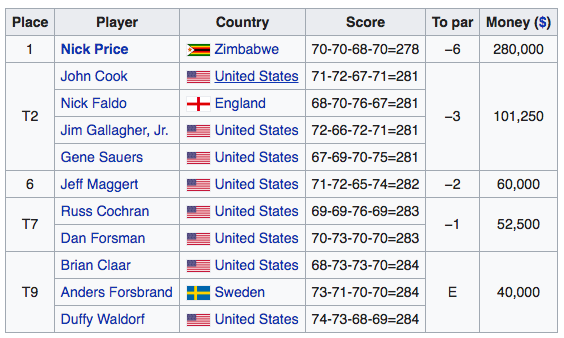 Place Player Country Score To par Money ($)
1 Nick Price Zimbabwe 70-70-68-70=278 −6 280,000
T2 John Cook United States 71-72-67-71=281 −3 101,250
Nick Faldo England 68-70-76-67=281
Jim Gallagher, Jr. United States 72-66-72-71=281
Gene Sauers United States 67-69-70-75=281
6 Jeff Maggert United States 71-72-65-74=282 −2 60,000
T7 Russ Cochran United States 69-69-76-69=283 −1 52,500
Dan Forsman United States 70-73-70-70=283
T9 Brian Claar United States 68-73-73-70=284 E 40,000
Anders Forsbrand Sweden 73-71-70-70=284
Duffy Waldorf United States 74-73-68-69=284